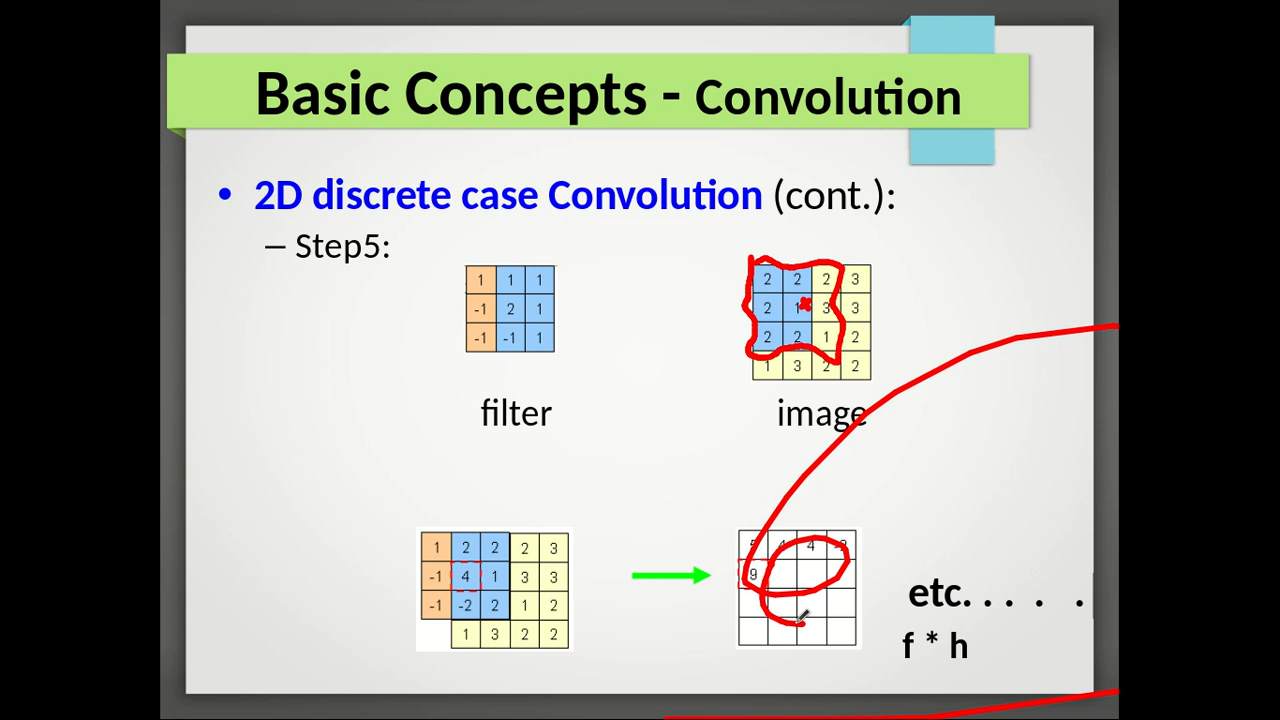 Basic Concepts - Convolution
• 2D discrete case Convolution (cont.):
– Step5:
1 1 1
-1 2 1
-1 -1 1
filter
2 2 2 3
2 1 3 3
2 2 1 2
1 3 2 2
image
1 2 2 2 3
-1 4 1 3 3
-1 -2 2 1 2
1 3 2 2
5 4 4 -2
9
etc. . . . . .
f * h